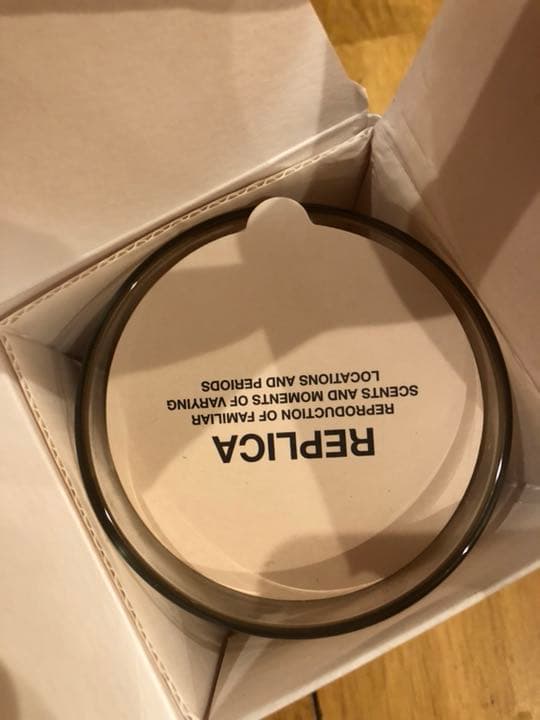 REPLICA
REPRODUCTION OF FAMILIAR
SCENTS AND MOMENTS OF VARYING
LOCATIONS AND PERIODS